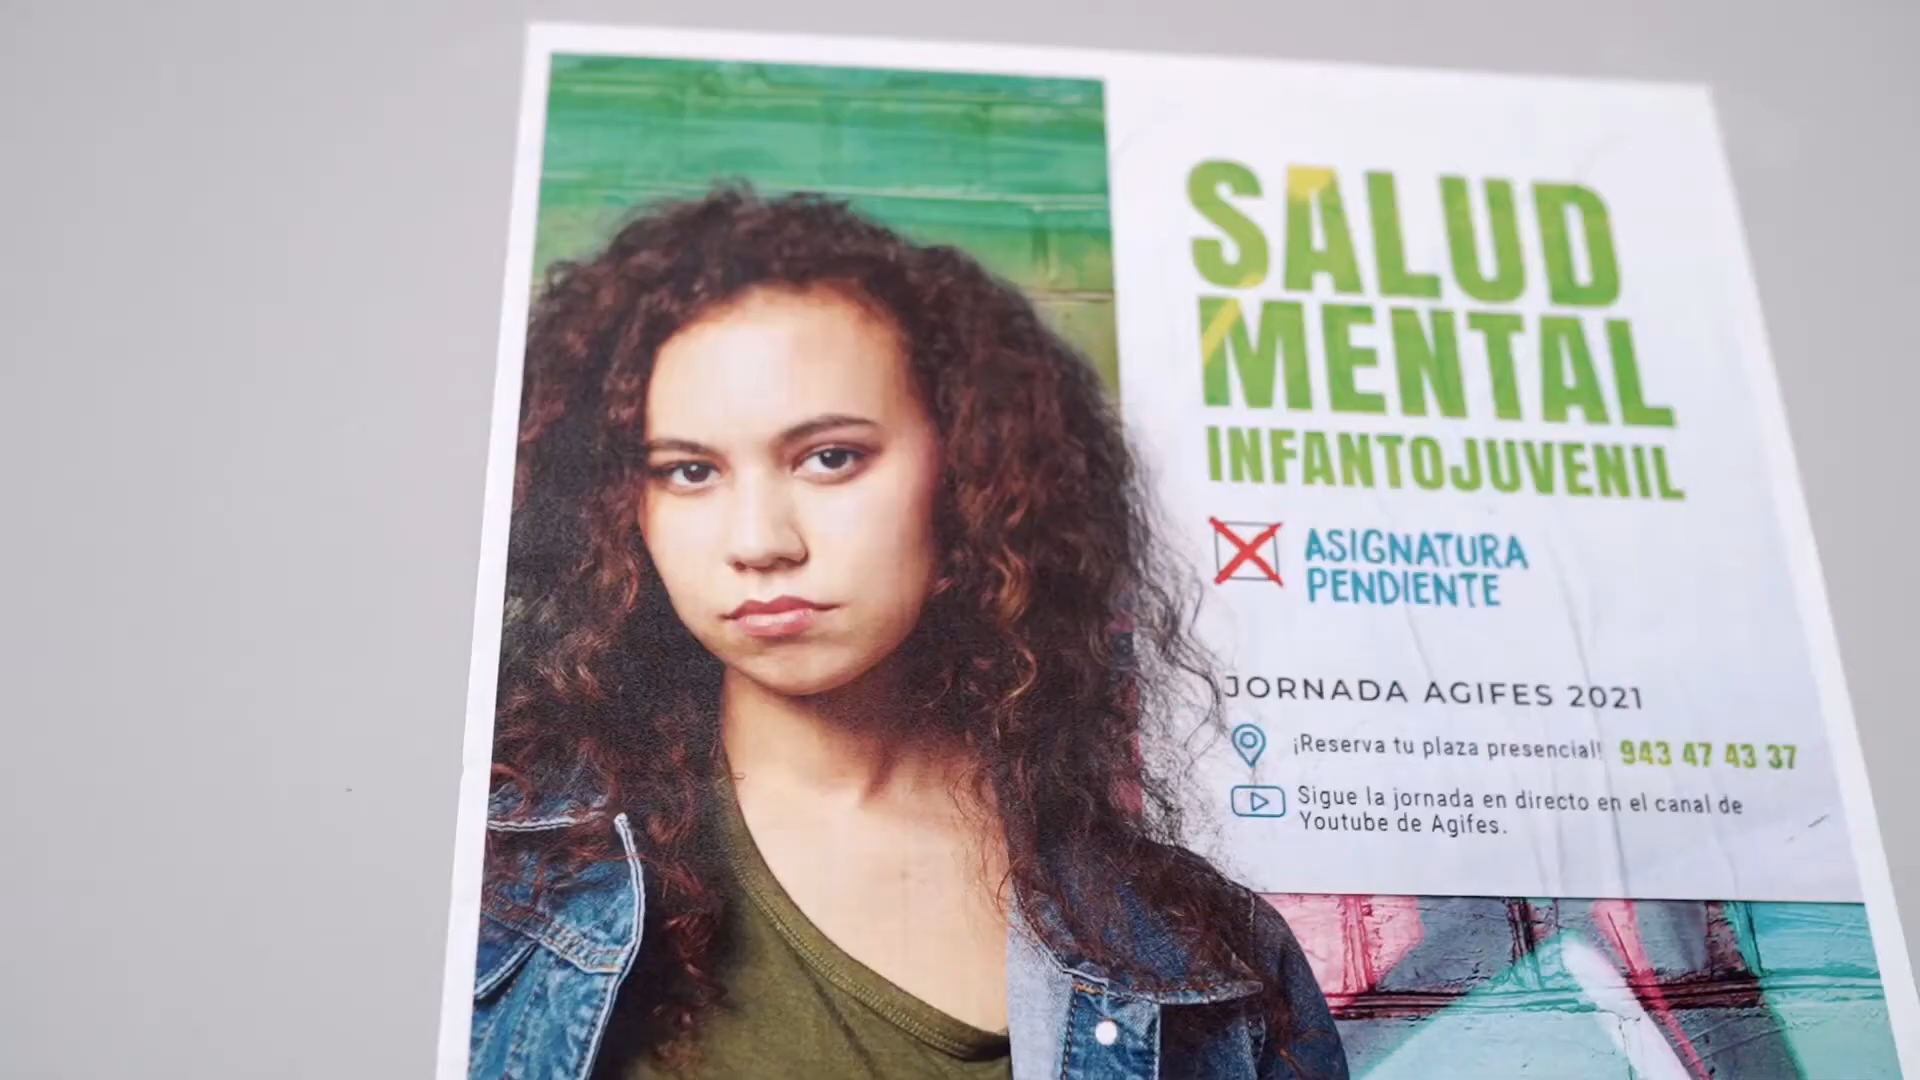 SALUD
MENTAL
INFANTOJUVENIL
ASIGNATURA
PENDIENTE
JORNADA AGIFES 2021
¡Reserva tu plaza presencial! 943 47 43 37
Sigue la jornada en directo en el canal de
Youtube de Agifes.